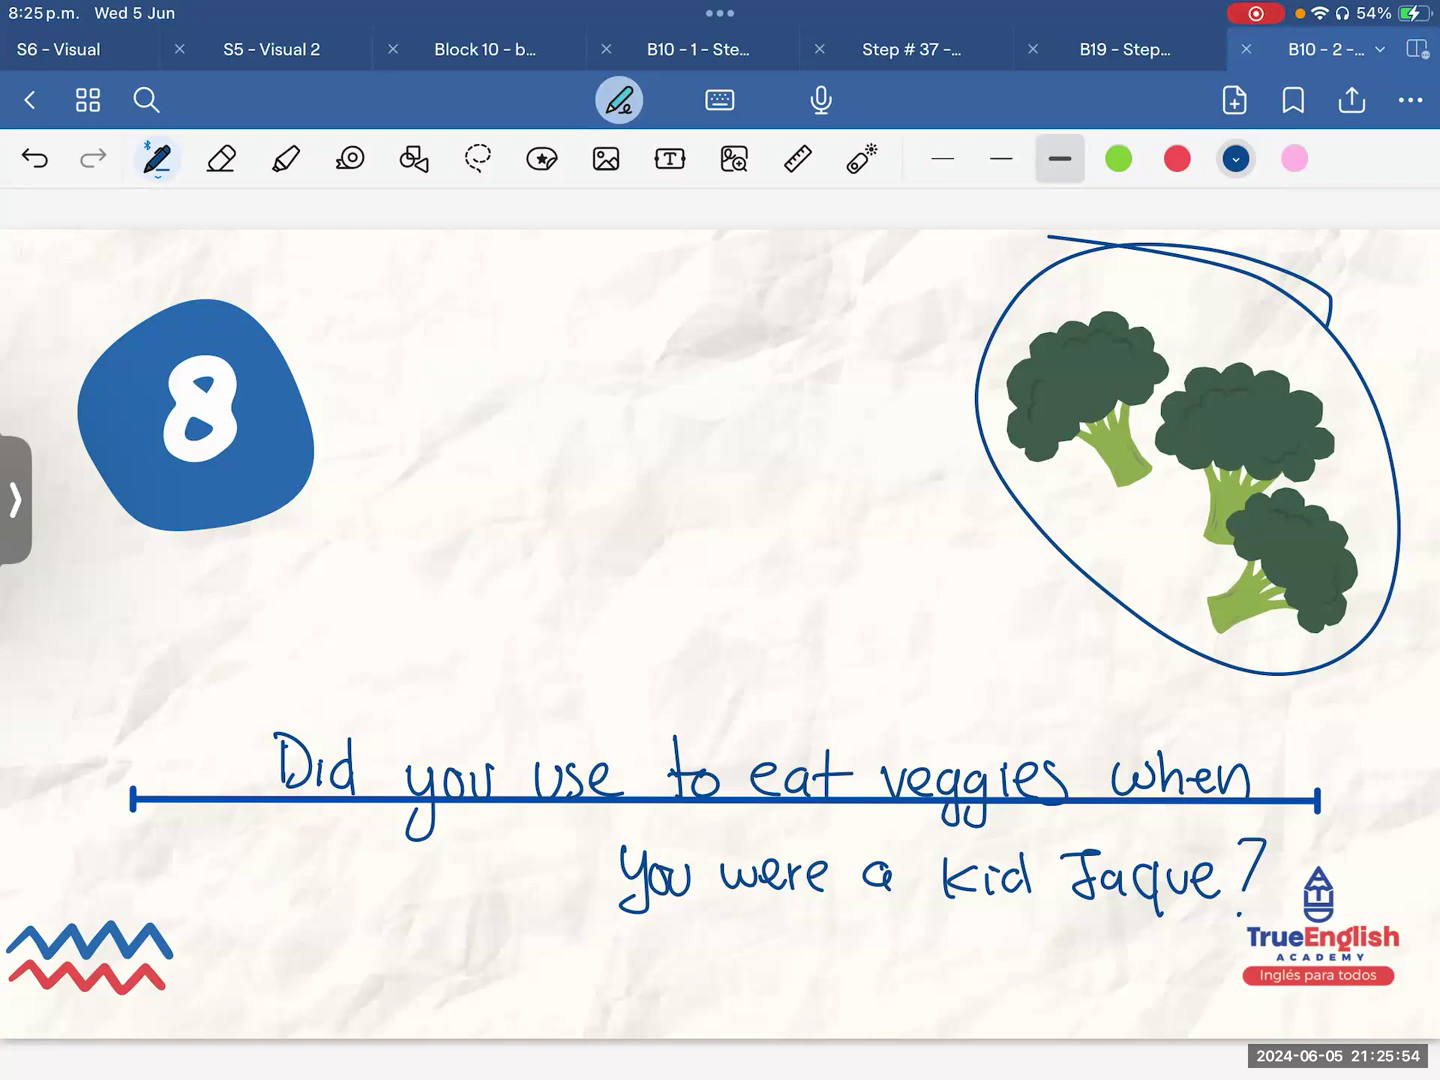 8:25 p.m. Wed 5 Jun
54%
S6 - Visual
S5 - Visual 2
Block 10 - b...
B10 - 1 - Ste...
Step # 37 -...
B19 - Step...
B10 - 2 -...
8
Did you use to eat veggies when
you were a kid Jaque?
TrueEnglish
ACADEMY
Inglés para todos
2024-06-05 21:25:54